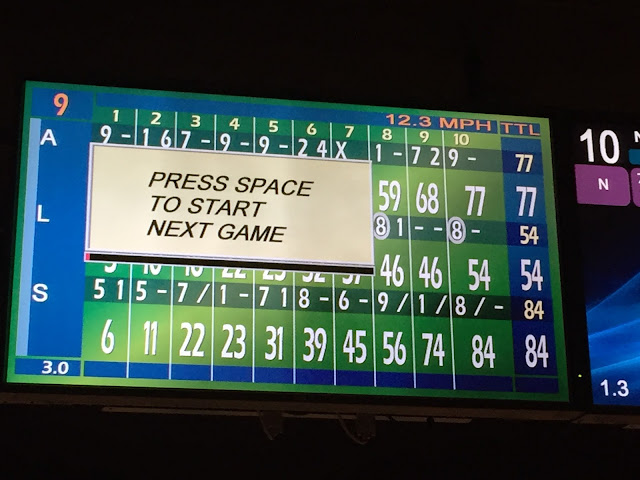 9
1 2 3 4 5 6 7 8 9 10
12.3 MPH TTL
A 9 - 1 6 7 - 9 - 9 - 2 4 X 1 - 7 2 9 - 77
59 68 77 77
PRESS SPACE
TO START
NEXT GAME
L 8 1 - - 8 - 54
22 46 46 54 54
S 5 1 5 - 7 / 1 - 7 1 8 - 6 - 9 / 1 / 8 / - 84
6 11 22 23 31 39 45 56 74 84 84
3.0
10
N
1.3